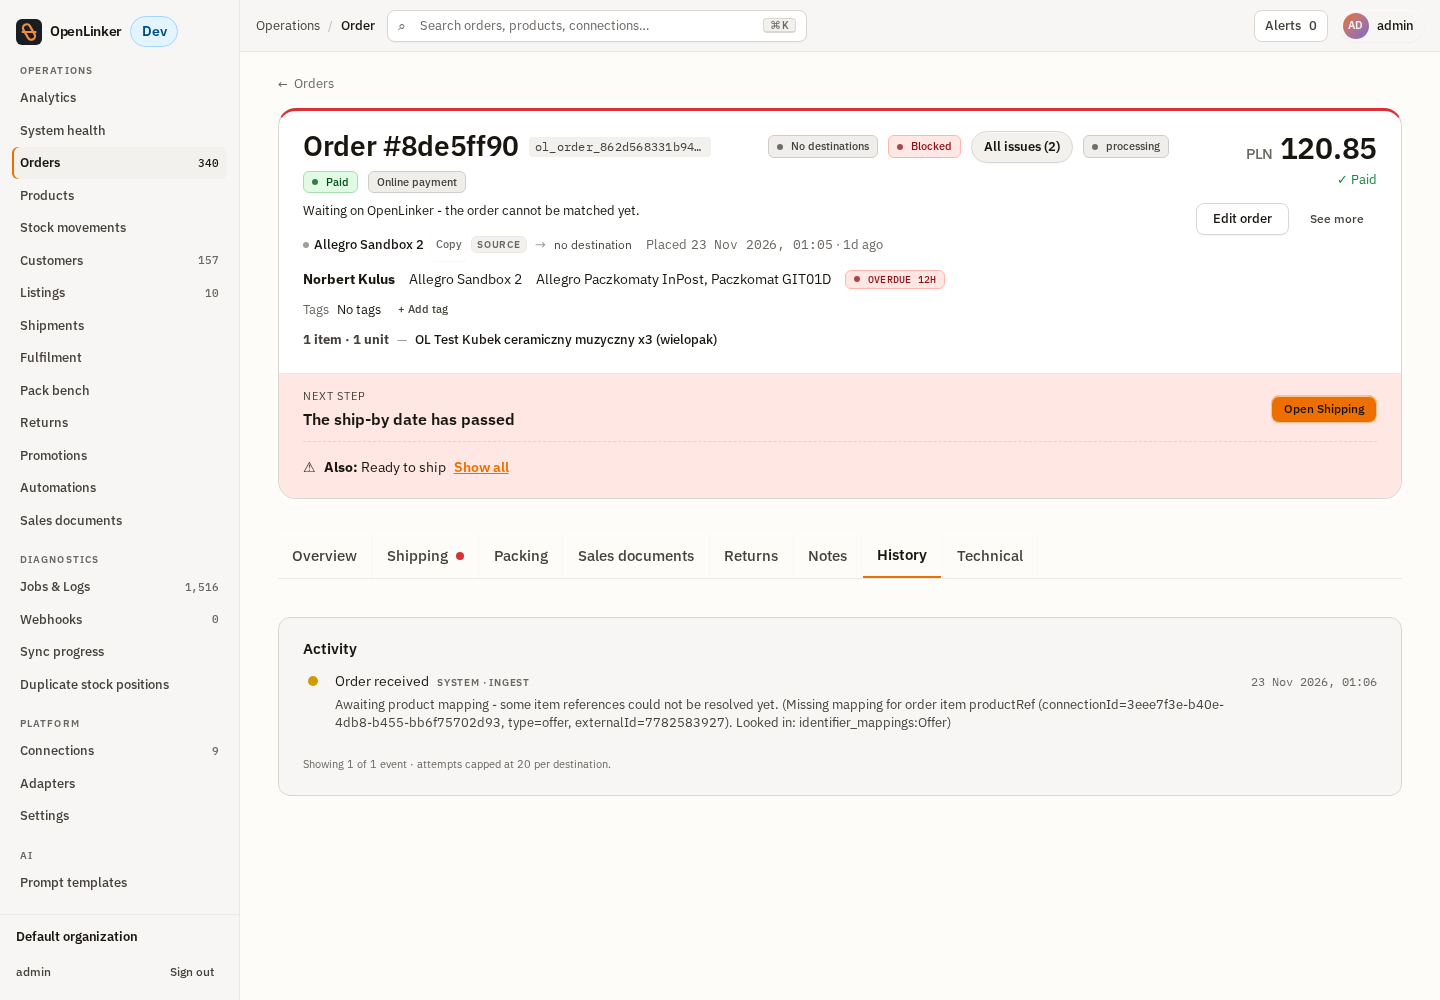 OpenLinker Dev
OPERATIONS
Analytics
System health
Orders 340
Products
Stock movements
Customers 157
Listings 10
Shipments
Fulfilment
Pack bench
Returns
Promotions
Automations
Sales documents
DIAGNOSTICS
Jobs & Logs 1,516
Webhooks 0
Sync progress
Duplicate stock positions
PLATFORM
Connections 9
Adapters
Settings
AI
Prompt templates
Default organization
admin Sign out
Operations / Order
Search orders, products, connections... ⌘K
Alerts 0
AD admin
← Orders
Order #8de5ff90 ol_order_862d568331b94… No destinations Blocked All issues (2) processing PLN 120.85
Paid Online payment ✓ Paid
Waiting on OpenLinker - the order cannot be matched yet.
Edit order See more
Allegro Sandbox 2 Copy SOURCE → no destination Placed 23 Nov 2026, 01:05 · 1d ago
Norbert Kulus Allegro Sandbox 2 Allegro Paczkomaty InPost, Paczkomat GIT01D OVERDUE 12H
Tags No tags + Add tag
1 item · 1 unit — OL Test Kubek ceramiczny muzyczny x3 (wielopak)
NEXT STEP
The ship-by date has passed
Open Shipping
⚠ Also: Ready to ship Show all
Overview Shipping Packing Sales documents Returns Notes History Technical
Activity
Order received SYSTEM · INGEST 23 Nov 2026, 01:06
Awaiting product mapping - some item references could not be resolved yet. (Missing mapping for order item productRef (connectionId=3eee7f3e-b40e-
4db8-b455-bb6f75702d93, type=offer, externalId=7782583927). Looked in: identifier_mappings:Offer)
Showing 1 of 1 event · attempts capped at 20 per destination.